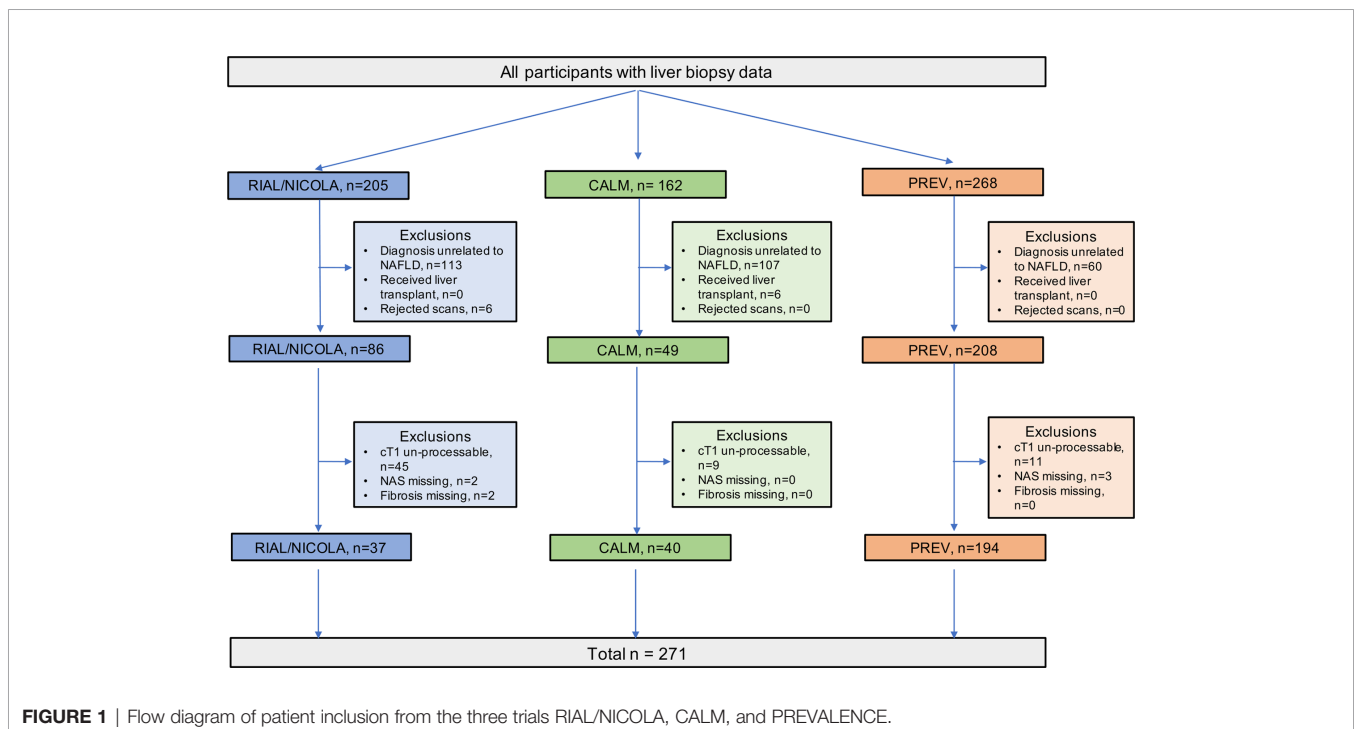 All participants with liver biopsy data
RIAL/NICOLA, n=205
CALM, n= 162
PREV, n=268
Exclusions
• Diagnosis unrelated to
NAFLD, n=113
• Received liver
transplant, n=0
• Rejected scans, n=6
Exclusions
• Diagnosis unrelated
to NAFLD, n=107
• Received liver
transplant, n=6
• Rejected scans, n=0
Exclusions
• Diagnosis unrelated
to NAFLD, n=60
• Received liver
transplant, n=0
• Rejected scans, n=0
RIAL/NICOLA, n=86
CALM, n=49
PREV, n=208
Exclusions
• cT1 un-processable,
n=45
• NAS missing, n=2
• Fibrosis missing, n=2
Exclusions
• cT1 un-processable,
n=9
• NAS missing, n=0
• Fibrosis missing, n=0
Exclusions
• cT1 un-processable,
n=11
• NAS missing, n=3
• Fibrosis missing,
n=0
RIAL/NICOLA, n=37
CALM, n=40
PREV, n=194
Total n = 271
FIGURE 1 | Flow diagram of patient inclusion from the three trials RIAL/NICOLA, CALM, and PREVALENCE.